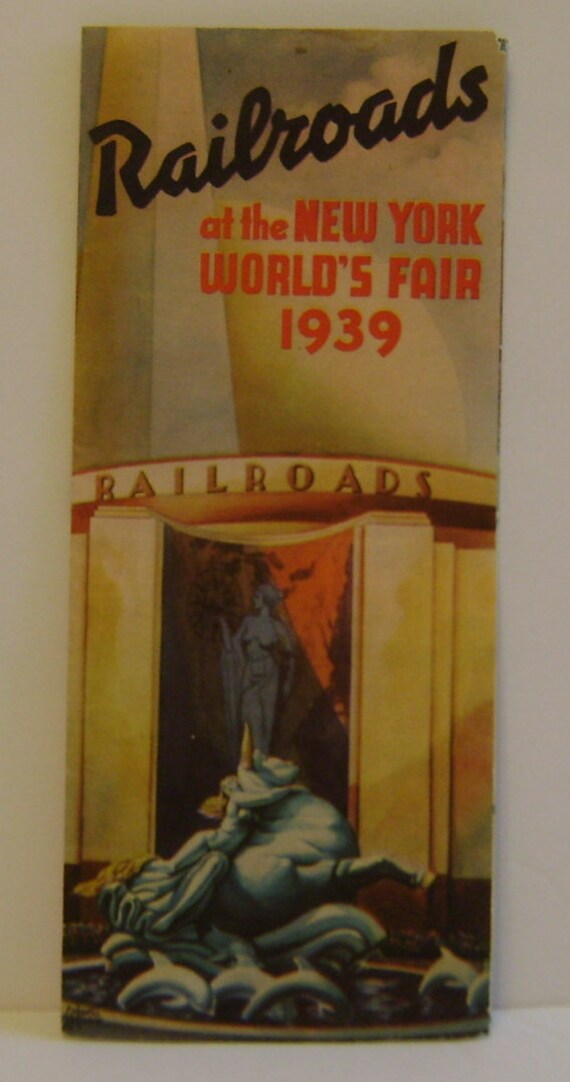 Railroads
at the NEW YORK
WORLD'S FAIR
1939
RAILROADS